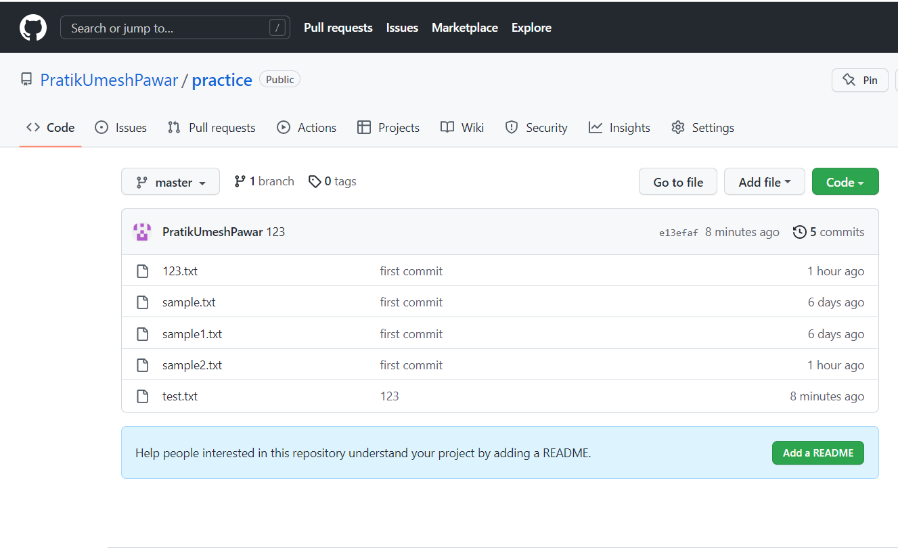 Search or jump to... / Pull requests Issues Marketplace Explore
PratikUmeshPawar / practice Public Pin
Code Issues Pull requests Actions Projects Wiki Security Insights Settings
master 1 branch 0 tags Go to file Add file Code
PratikUmeshPawar 123 e13efaf 8 minutes ago 5 commits
123.txt first commit 1 hour ago
sample.txt first commit 6 days ago
sample1.txt first commit 6 days ago
sample2.txt first commit 1 hour ago
test.txt 123 8 minutes ago
Help people interested in this repository understand your project by adding a README. Add a README